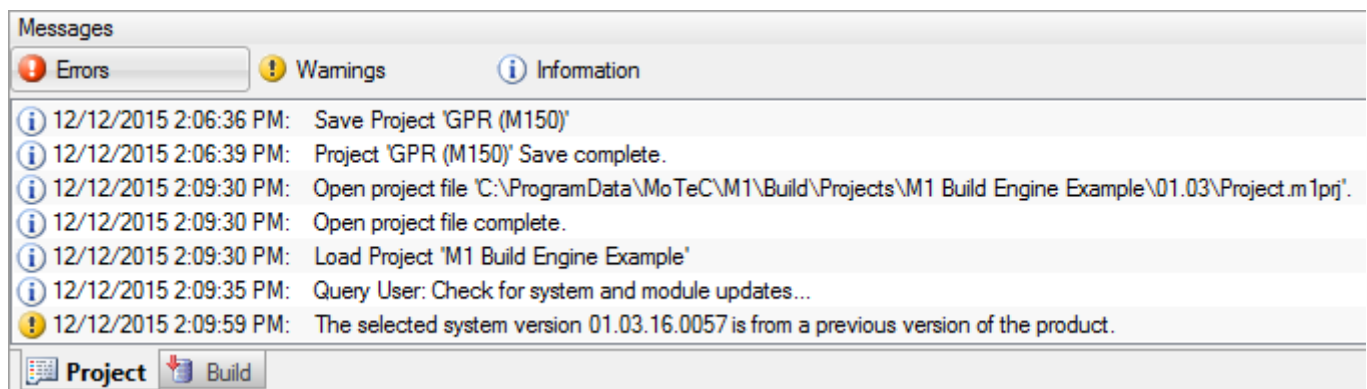 Messages
Errors Warnings Information
12/12/2015 2:06:36 PM: Save Project 'GPR (M150)'
12/12/2015 2:06:39 PM: Project 'GPR (M150)' Save complete.
12/12/2015 2:09:30 PM: Open project file 'C:\ProgramData\MoTeC\M1\Build\Projects\M1 Build Engine Example\01.03\Project.m1prj'.
12/12/2015 2:09:30 PM: Open project file complete.
12/12/2015 2:09:30 PM: Load Project 'M1 Build Engine Example'
12/12/2015 2:09:35 PM: Query User: Check for system and module updates...
12/12/2015 2:09:59 PM: The selected system version 01.03.16.0057 is from a previous version of the product.
Project Build